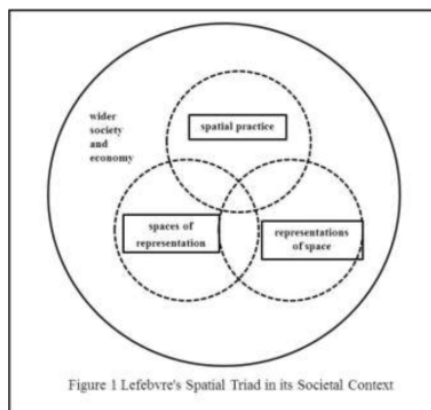 wider
society
and
economy
spatial practice
spaces of
representation
representations
of space
Figure 1 Lefebvre's Spatial Triad in its Societal Context